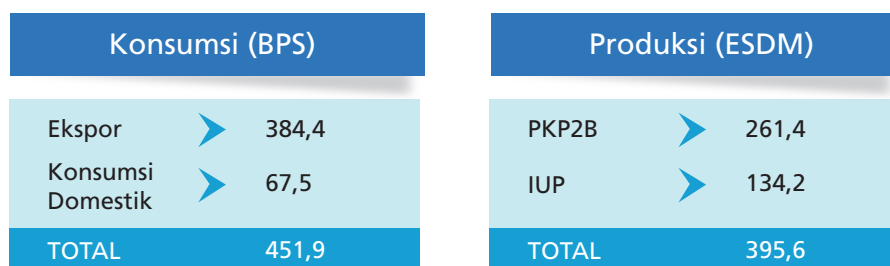 Konsumsi (BPS)
Ekspor 384,4
Konsumsi
Domestik 67,5
TOTAL 451,9
Produksi (ESDM)
PKP2B 261,4
IUP 134,2
TOTAL 395,6